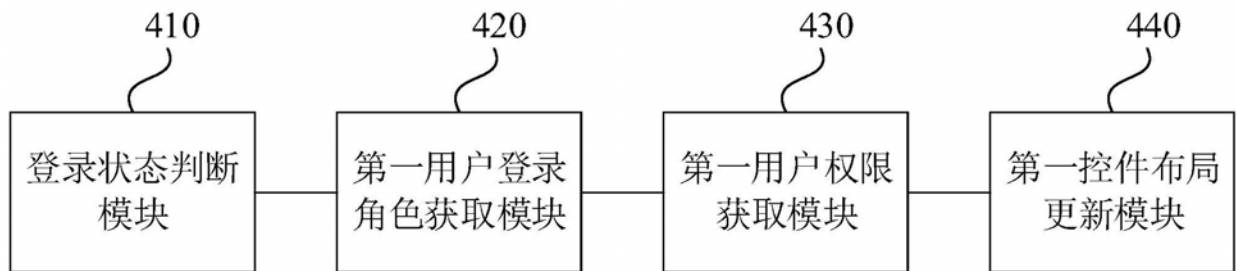 410
420
430
440
登录状态判断
模块
第一用户登录
角色获取模块
第一用户权限
获取模块
第一控件布局
更新模块